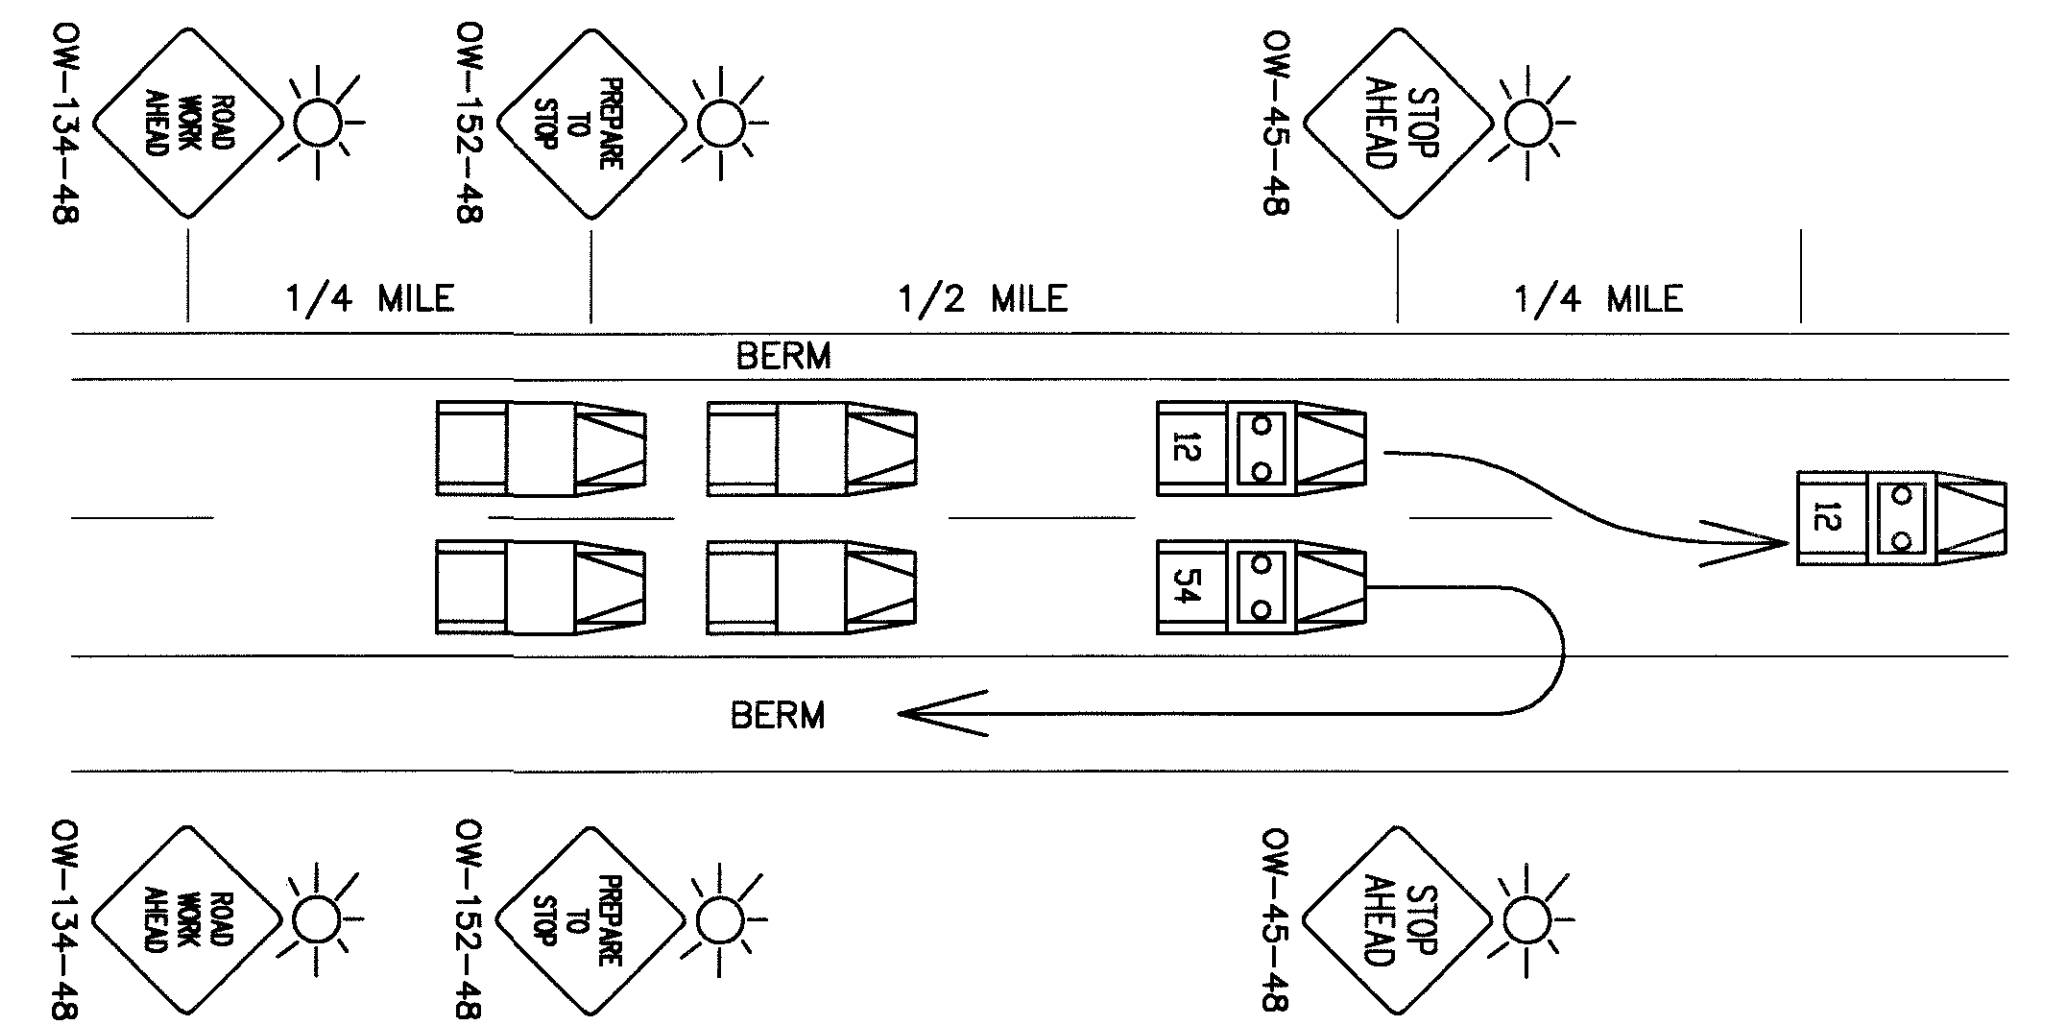 OW-134-48
ROAD
WORK
AHEAD
OW-152-48
PREPARE
TO
STOP
OW-45-48
STOP
AHEAD
1/4 MILE
1/2 MILE
1/4 MILE
BERM
12
12
54
BERM
OW-134-48
ROAD
WORK
AHEAD
OW-152-48
PREPARE
TO
STOP
OW-45-48
STOP
AHEAD